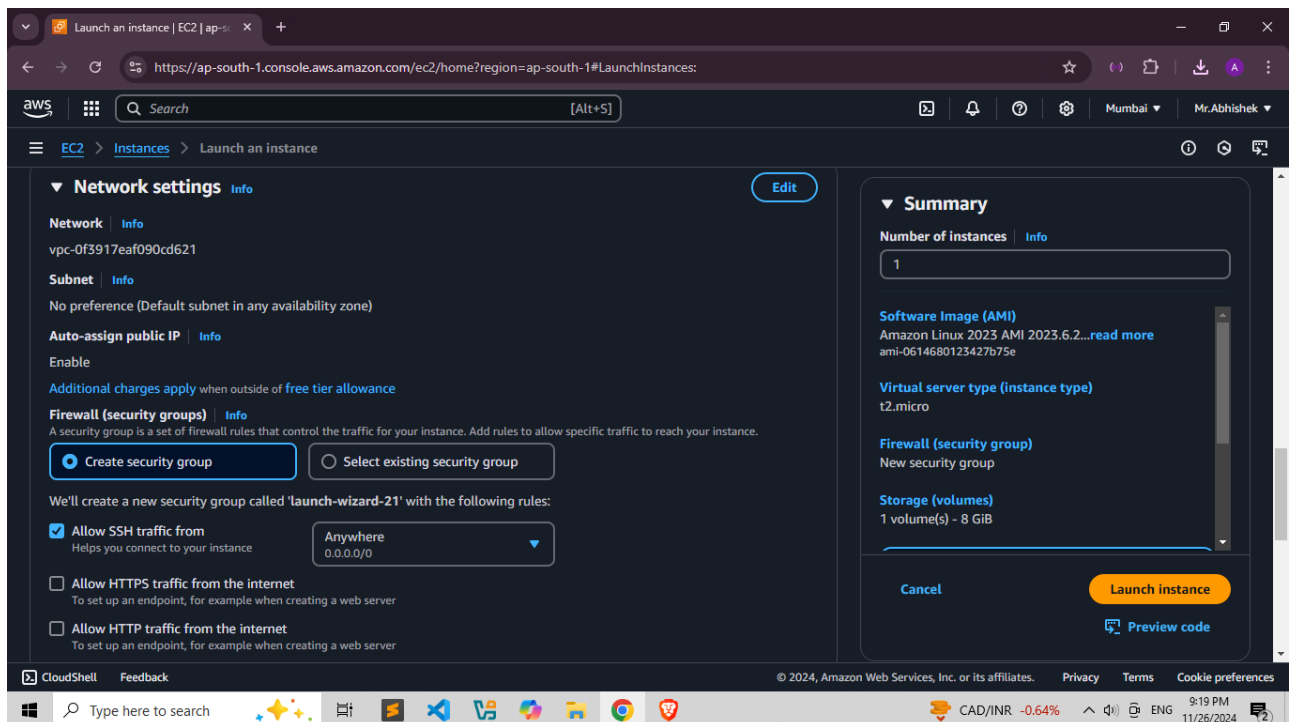 Launch an instance | EC2 | ap-so
https://ap-south-1.console.aws.amazon.com/ec2/home?region=ap-south-1#LaunchInstances:
A
aws
Search
[Alt+S]
Mumbai
Mr.Abhishek
EC2 > Instances > Launch an instance
Network settings Info
Edit
Network | Info
vpc-0f3917eaf090cd621
Subnet | Info
No preference (Default subnet in any availability zone)
Auto-assign public IP | Info
Enable
Additional charges apply when outside of free tier allowance
Firewall (security groups) | Info
A security group is a set of firewall rules that control the traffic for your instance. Add rules to allow specific traffic to reach your instance.
Create security group
Select existing security group
We'll create a new security group called 'launch-wizard-21' with the following rules:
Allow SSH traffic from
Helps you connect to your instance
Anywhere
0.0.0.0/0
Allow HTTPS traffic from the internet
To set up an endpoint, for example when creating a web server
Allow HTTP traffic from the internet
To set up an endpoint, for example when creating a web server
Summary
Number of instances | Info
1
Software Image (AMI)
Amazon Linux 2023 AMI 2023.6.2...read more
ami-0614680123427b75e
Virtual server type (instance type)
t2.micro
Firewall (security group)
New security group
Storage (volumes)
1 volume(s) - 8 GiB
Cancel
Launch instance
Preview code
CloudShell
Feedback
© 2024, Amazon Web Services, Inc. or its affiliates.
Privacy
Terms
Cookie preferences
Type here to search
CAD/INR -0.64%
ENG
9:19 PM
11/26/2024
2